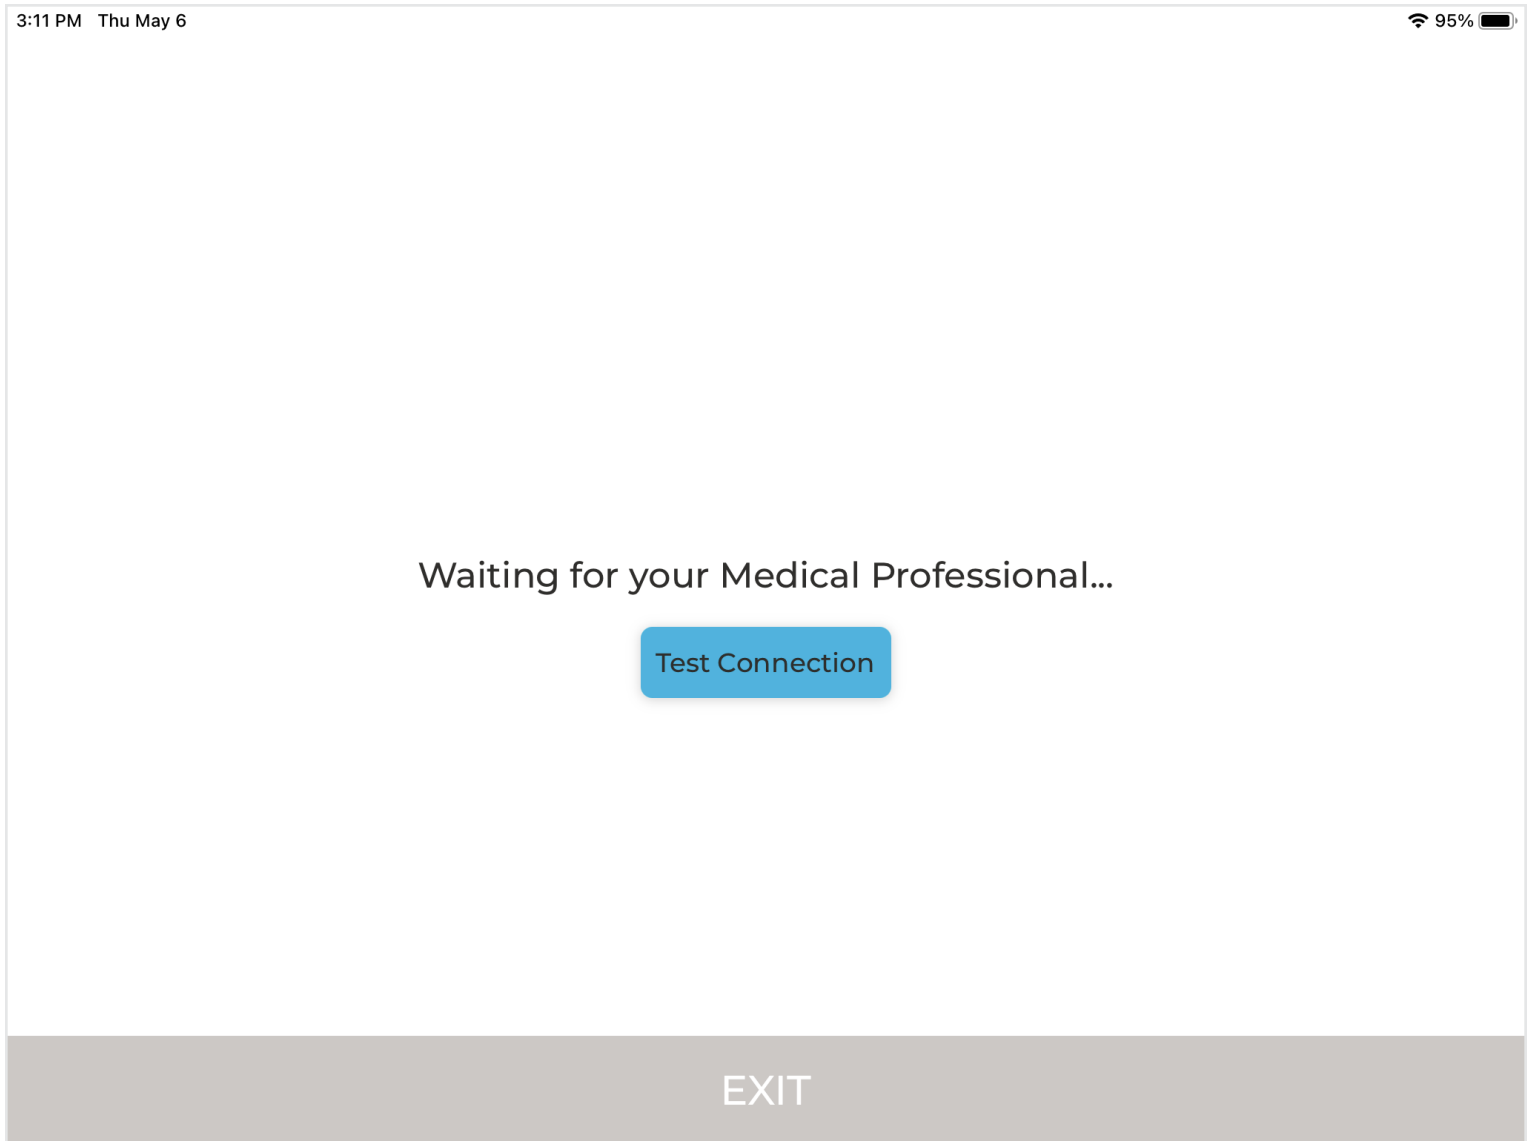 3:11 PM Thu May 6 95%
Waiting for your Medical Professional...
Test Connection
EXIT